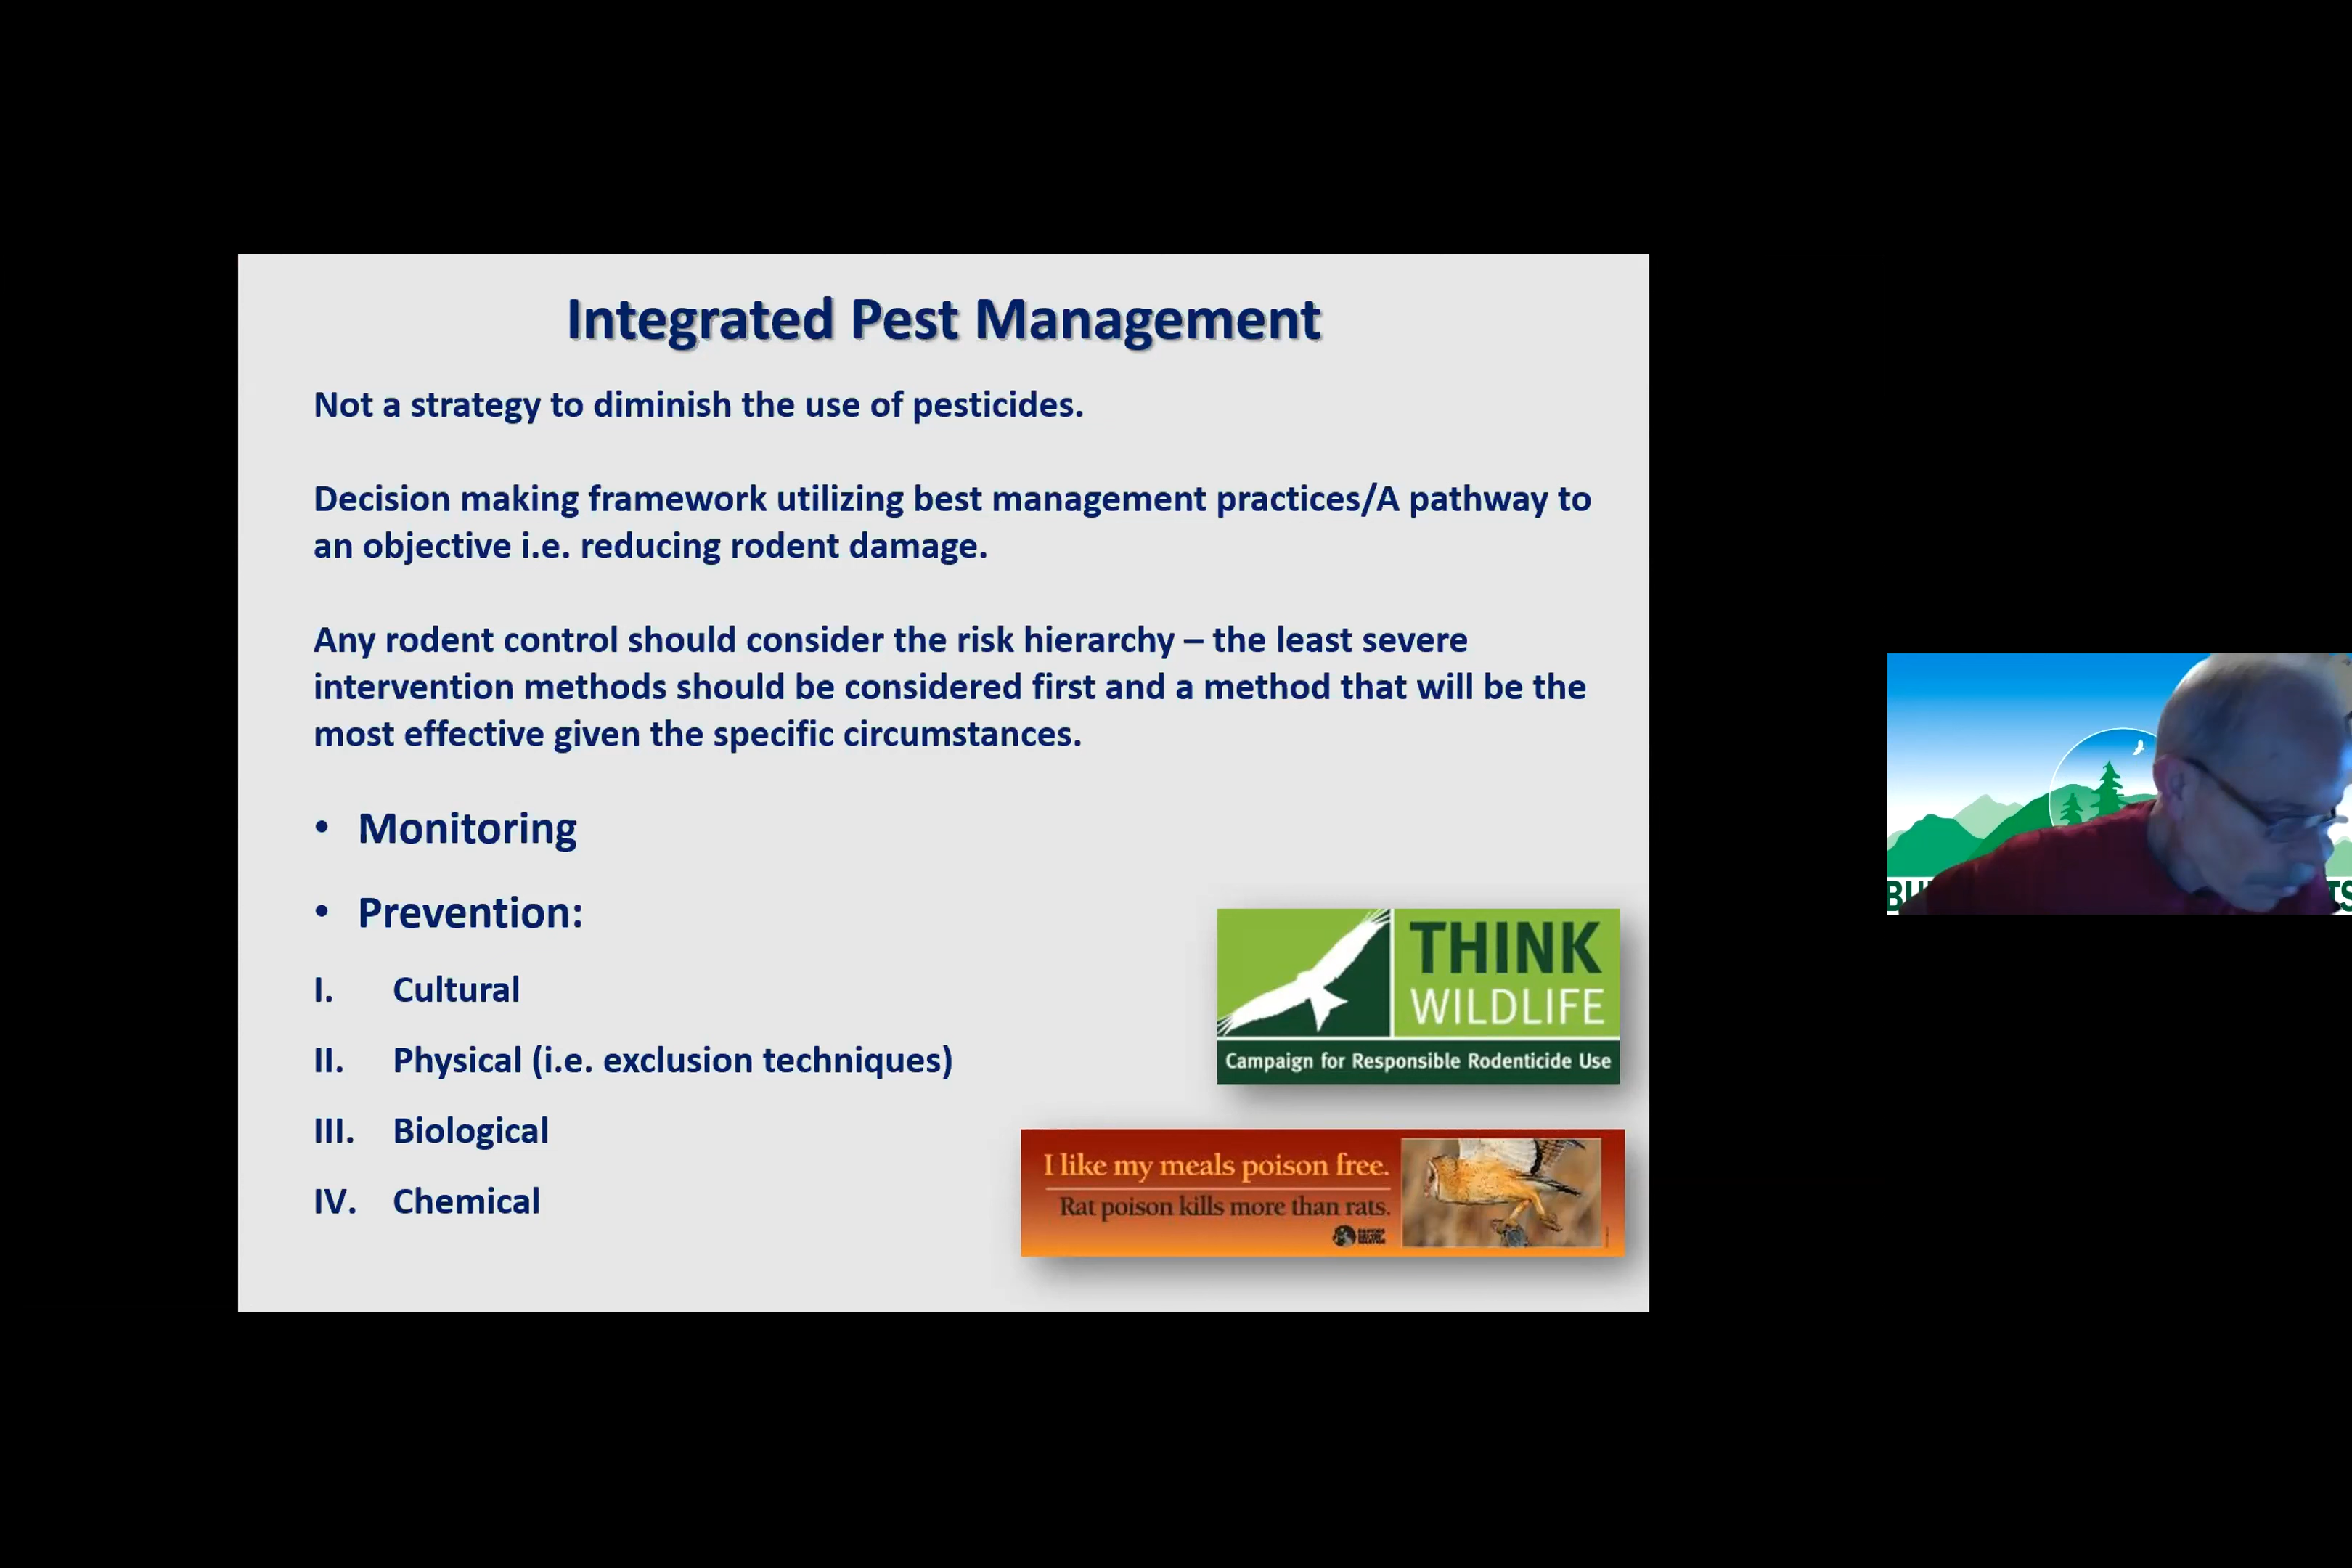 Integrated Pest Management
Not a strategy to diminish the use of pesticides.
Decision making framework utilizing best management practices/A pathway to
an objective i.e. reducing rodent damage.
Any rodent control should consider the risk hierarchy – the least severe
intervention methods should be considered first and a method that will be the
most effective given the specific circumstances.
• Monitoring
• Prevention:
I. Cultural
II. Physical (i.e. exclusion techniques)
III. Biological
IV. Chemical
THINK
WILDLIFE
Campaign for Responsible Rodenticide Use
I like my meals poison free.
Rat poison kills more than rats.